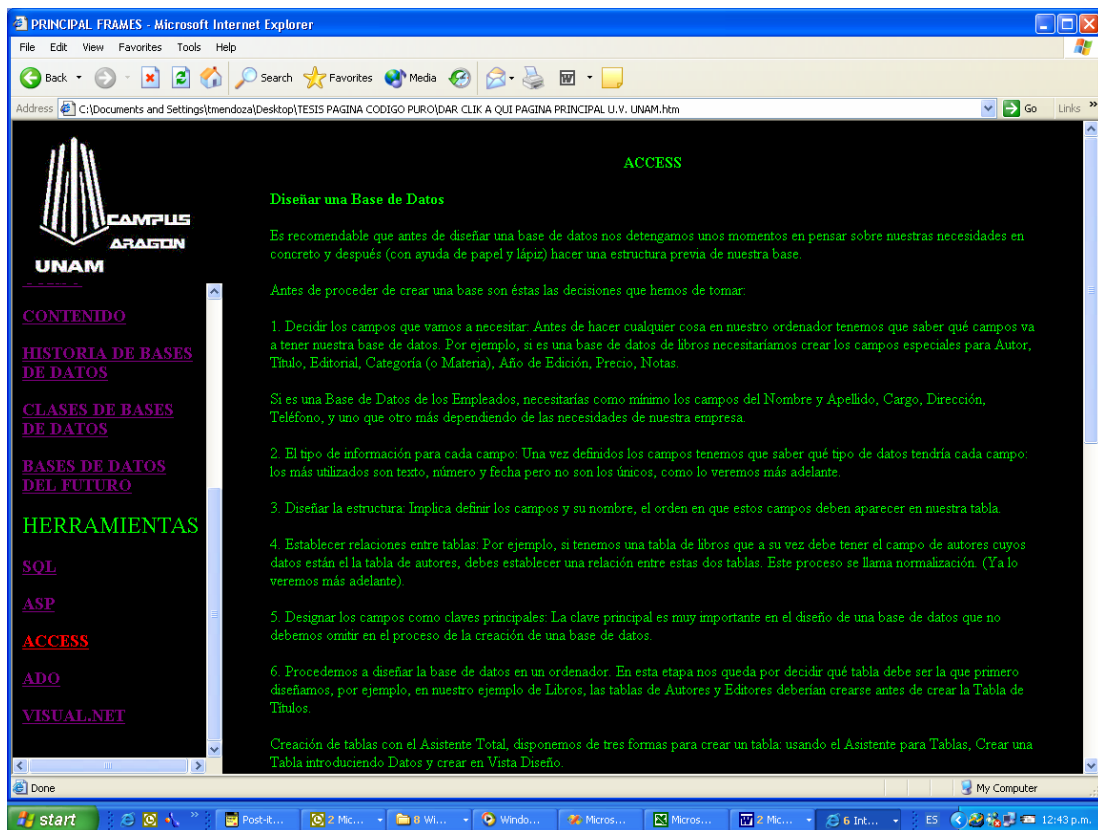 PRINCIPAL FRAMES - Microsoft Internet Explorer
File Edit View Favorites Tools Help
Back Search Favorites Media
Address C:\Documents and Settings\tmendoza\Desktop\TESIS PAGINA CODIGO PURO\DAR CLIK A QUI PAGINA PRINCIPAL U.V. UNAM.htm Go Links »
CAMPUS
ARAGON
UNAM
CONTENIDO
HISTORIA DE BASES
DE DATOS
CLASES DE BASES
DE DATOS
BASES DE DATOS
DEL FUTURO
HERRAMIENTAS
SQL
ASP
ACCESS
ADO
VISUAL.NET
ACCESS
Diseñar una Base de Datos
Es recomendable que antes de diseñar una base de datos nos detengamos unos momentos en pensar sobre nuestras necesidades en
concreto y después (con ayuda de papel y lápiz) hacer una estructura previa de nuestra base.
Antes de proceder de crear una base son éstas las decisiones que hemos de tomar:
1. Decidir los campos que vamos a necesitar: Antes de hacer cualquier cosa en nuestro ordenador tenemos que saber qué campos va
a tener nuestra base de datos. Por ejemplo, si es una base de datos de libros necesitaríamos crear los campos especiales para Autor,
Título, Editorial, Categoría (o Materia), Año de Edición, Precio, Notas.
Si es una Base de Datos de los Empleados, necesitarías como mínimo los campos del Nombre y Apellido, Cargo, Dirección,
Teléfono, y uno que otro más dependiendo de las necesidades de nuestra empresa.
2. El tipo de información para cada campo: Una vez definidos los campos tenemos que saber qué tipo de datos tendría cada campo:
los más utilizados son texto, número y fecha pero no son los únicos, como lo veremos más adelante.
3. Diseñar la estructura: Implica definir los campos y su nombre, el orden en que estos campos deben aparecer en nuestra tabla.
4. Establecer relaciones entre tablas: Por ejemplo, si tenemos una tabla de libros que a su vez debe tener el campo de autores cuyos
datos están el la tabla de autores, debes establecer una relación entre estas dos tablas. Este proceso se llama normalización. (Ya lo
veremos más adelante).
5. Designar los campos como claves principales: La clave principal es muy importante en el diseño de una base de datos que no
debemos omitir en el proceso de la creación de una base de datos.
6. Procedemos a diseñar la base de datos en un ordenador. En esta etapa nos queda por decidir qué tabla debe ser la que primero
diseñamos, por ejemplo, en nuestro ejemplo de Libros, las tablas de Autores y Editores deberían crearse antes de crear la Tabla de
Títulos.
Creación de tablas con el Asistente Total, disponemos de tres formas para crear un tabla: usando el Asistente para Tablas, Crear una
Tabla introduciendo Datos y crear en Vista Diseño.
Done My Computer
start » Post-it... 2 Mic... 8 Wi... Windo... Micros... Micros... 2 Mic... 6 Int... ES 12:43 p.m.